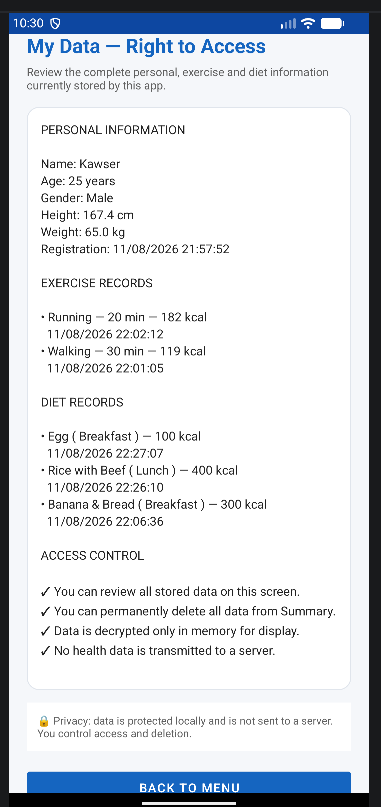 10:30
My Data — Right to Access
Review the complete personal, exercise and diet information
currently stored by this app.
PERSONAL INFORMATION
Name: Kawser
Age: 25 years
Gender: Male
Height: 167.4 cm
Weight: 65.0 kg
Registration: 11/08/2026 21:57:52
EXERCISE RECORDS
• Running — 20 min — 182 kcal
11/08/2026 22:02:12
• Walking — 30 min — 119 kcal
11/08/2026 22:01:05
DIET RECORDS
• Egg ( Breakfast ) — 100 kcal
11/08/2026 22:27:07
• Rice with Beef ( Lunch ) — 400 kcal
11/08/2026 22:26:10
• Banana & Bread ( Breakfast ) — 300 kcal
11/08/2026 22:06:36
ACCESS CONTROL
✓ You can review all stored data on this screen.
✓ You can permanently delete all data from Summary.
✓ Data is decrypted only in memory for display.
✓ No health data is transmitted to a server.
🔒 Privacy: data is protected locally and is not sent to a server.
You control access and deletion.
BACK TO MENU